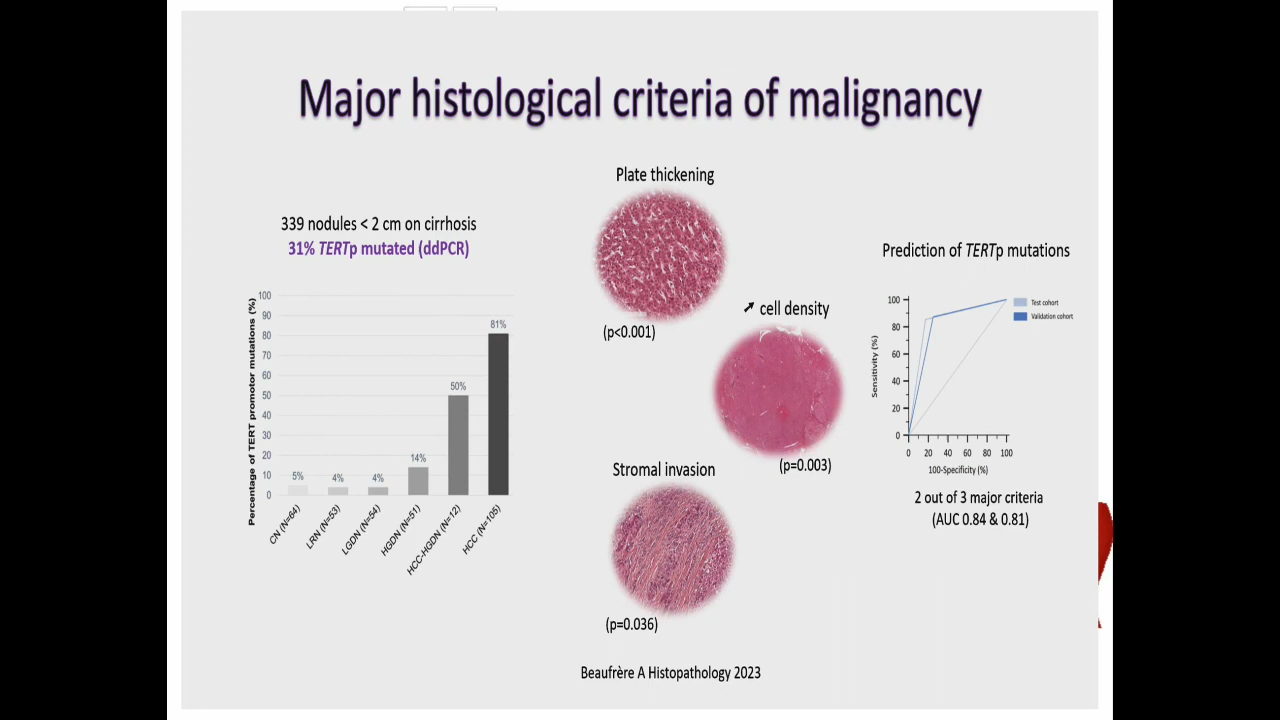 Major histological criteria of malignancy
339 nodules < 2 cm on cirrhosis
31% TERTp mutated (ddPCR)
Percentage of TERT promotor mutations (%)
100
90
80
70
60
50
40
30
20
10
0
5%
4%
4%
14%
50%
81%
CN (N=64)
LRN (N=53)
LGDN (N=54)
HGDN (N=51)
HCC-HGDN (N=12)
HCC (N=105)
Plate thickening
(p<0.001)
➚ cell density
(p=0.003)
Stromal invasion
(p=0.036)
Prediction of TERTp mutations
Sensitivity (%)
100
80
60
40
20
0
0 20 40 60 80 100
100-Specificity (%)
Test cohort
Validation cohort
2 out of 3 major criteria
(AUC 0.84 & 0.81)
Beaufrère A Histopathology 2023